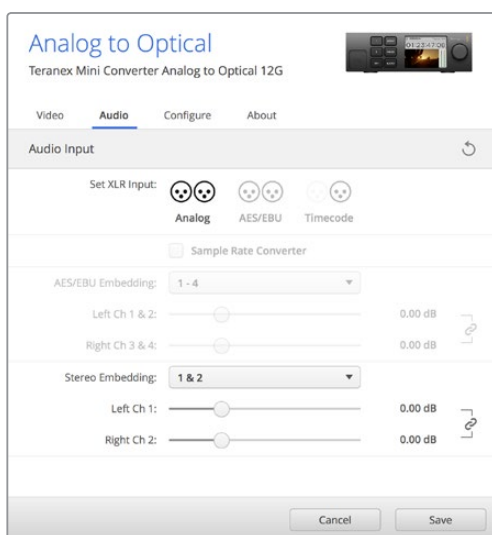 Analog to Optical
Teranex Mini Converter Analog to Optical 12G
Video Audio Configure About
Audio Input
Set XLR Input:
Analog AES/EBU Timecode
Sample Rate Converter
AES/EBU Embedding: 1 - 4
Left Ch 1 & 2: 0.00 dB
Right Ch 3 & 4: 0.00 dB
Stereo Embedding: 1 & 2
Left Ch 1: 0.00 dB
Right Ch 2: 0.00 dB
Cancel Save